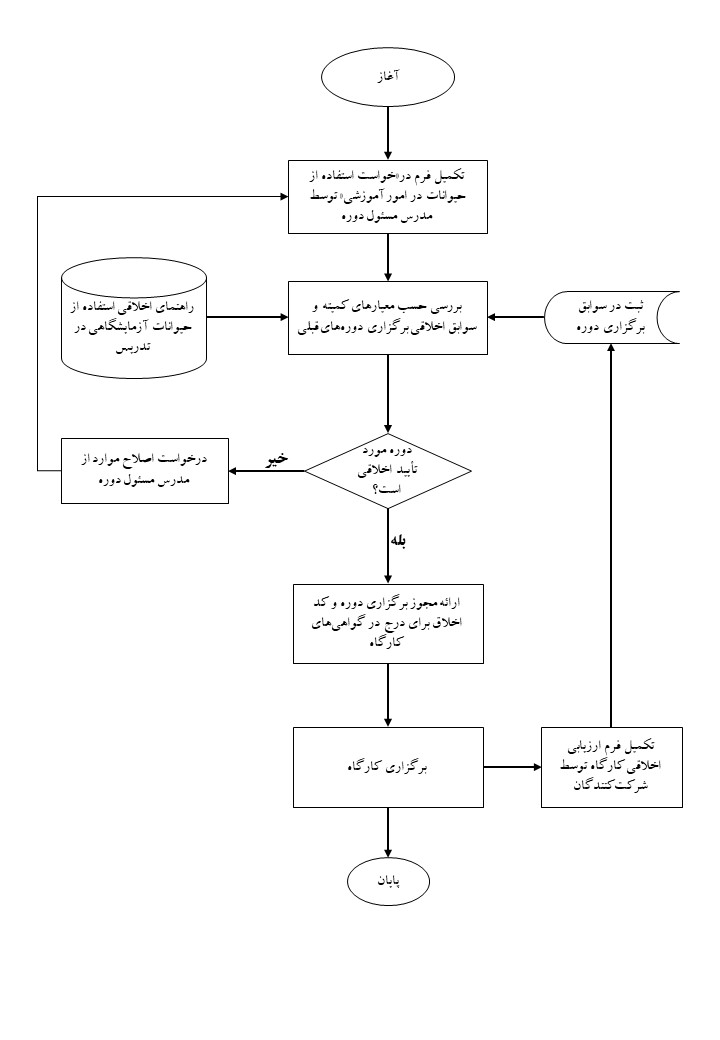 آغاز
تکمیل فرم در«خواست استفاده از
حیوانات در امور آموزشی» توسط
مدرس مسئول دوره
بررسی حسب معیارهای کمیته و
سوابق اخلاقی برگزاری دوره‌های قبلی
ثبت در سوابق
برگزاری دوره
راهنمای اخلاقی استفاده از
حیوانات آزمایشگاهی در
تدریس
دوره مورد
تأیید اخلاقی
است؟
خیر
درخواست اصلاح موارد از
مدرس مسئول دوره
بله
ارائه مجوز برگزاری دوره و کد
اخلاق برای درج در گواهی‌های
کارگاه
برگزاری کارگاه
تکمیل فرم ارزیابی
اخلاقی کارگاه توسط
شرکت‌کنندگان
پایان